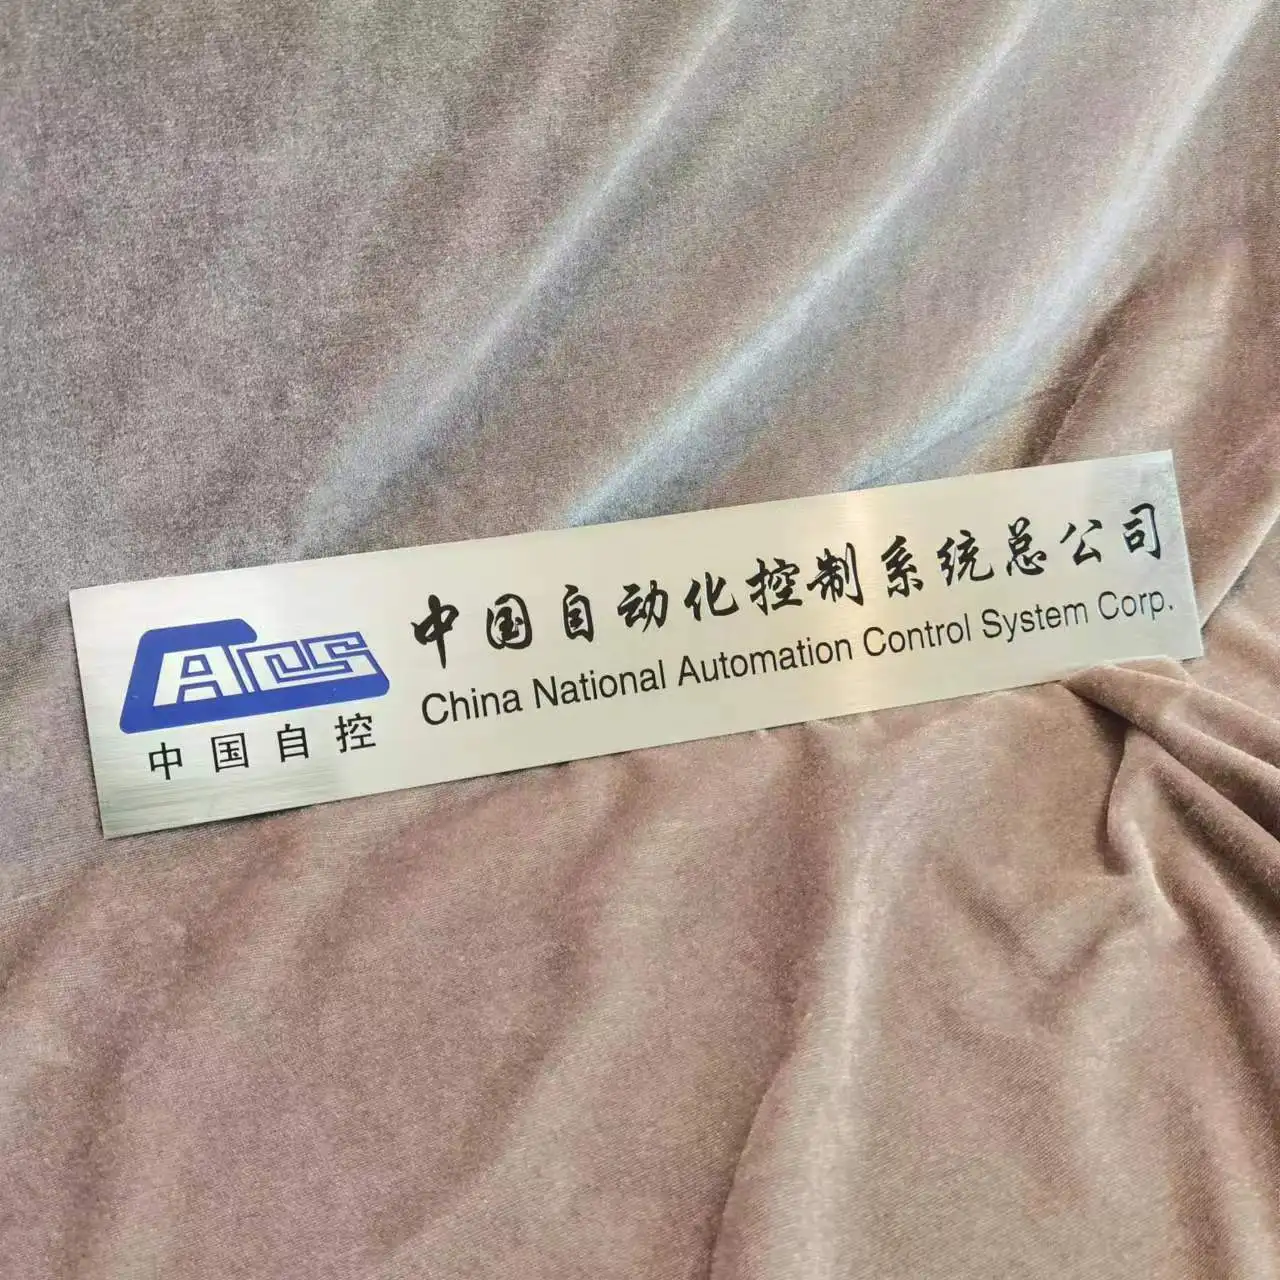 CACS
中国自控
中国自动化控制系统总公司
China National Automation Control System Corp.